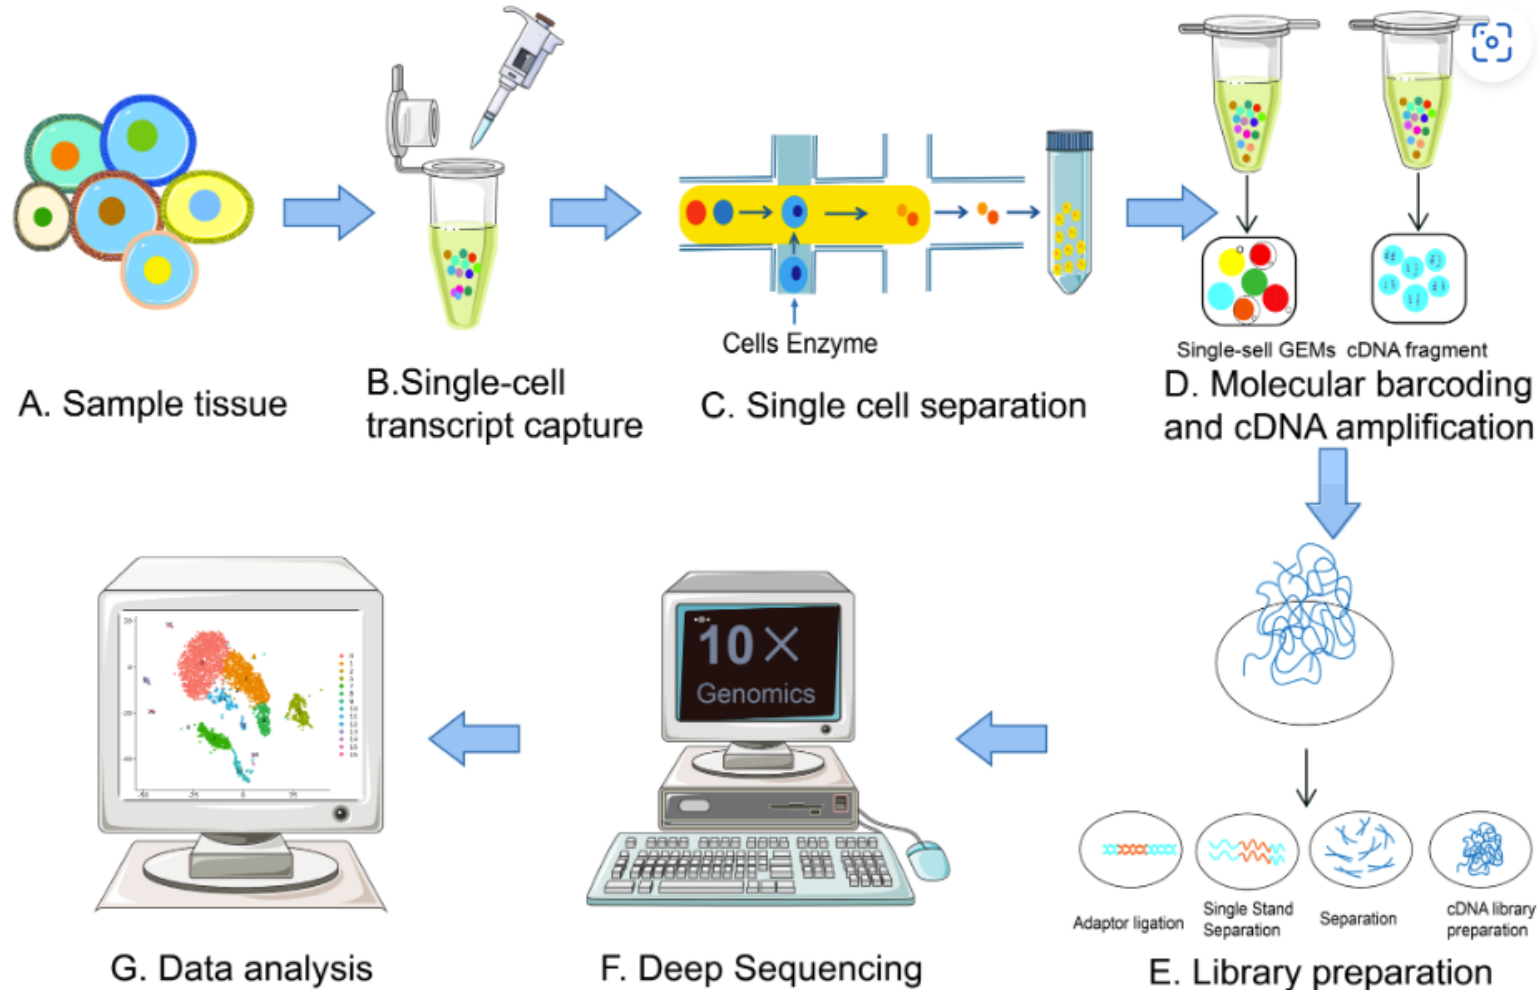 Cells Enzyme
Single-sell GEMs cDNA fragment
A. Sample tissue
B.Single-cell
transcript capture
C. Single cell separation
D. Molecular barcoding
and cDNA amplification
10×
Genomics
Adaptor ligation
Single Stand
Separation
Separation
cDNA library
preparation
G. Data analysis
F. Deep Sequencing
E. Library preparation